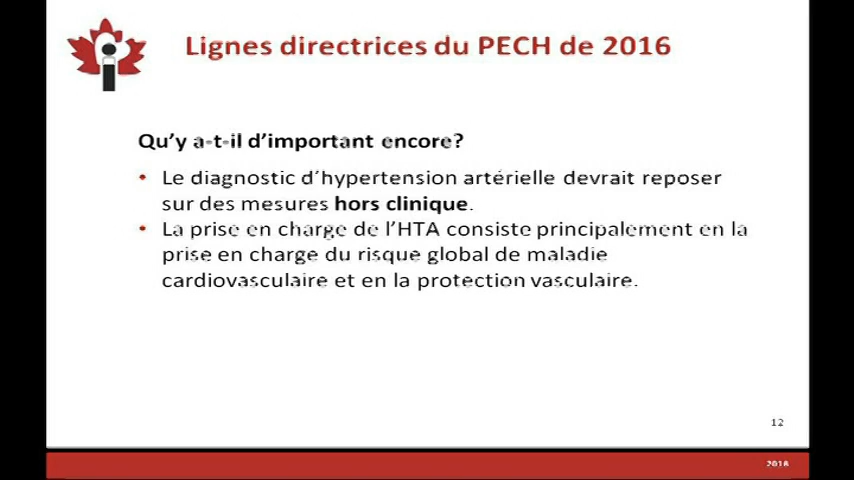 Lignes directrices du PECH de 2016
Qu’y a-t-il d’important encore?
• Le diagnostic d’hypertension artérielle devrait reposer
sur des mesures hors clinique.
• La prise en charge de l’HTA consiste principalement en la
prise en charge du risque global de maladie
cardiovasculaire et en la protection vasculaire.
12
2016